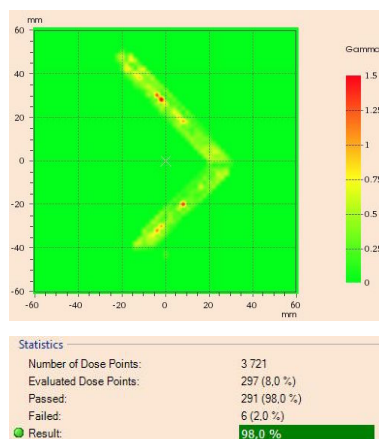 mm
60
Gamma
1.5
40
1.25
20
1
0
0.75
-20
0.5
-40
0.25
-60
0
-60 -40 -20 0 20 40 60
mm
Statistics
Number of Dose Points: 3 721
Evaluated Dose Points: 297 (8,0 %)
Passed: 291 (98,0 %)
Failed: 6 (2,0 %)
Result: 98,0 %